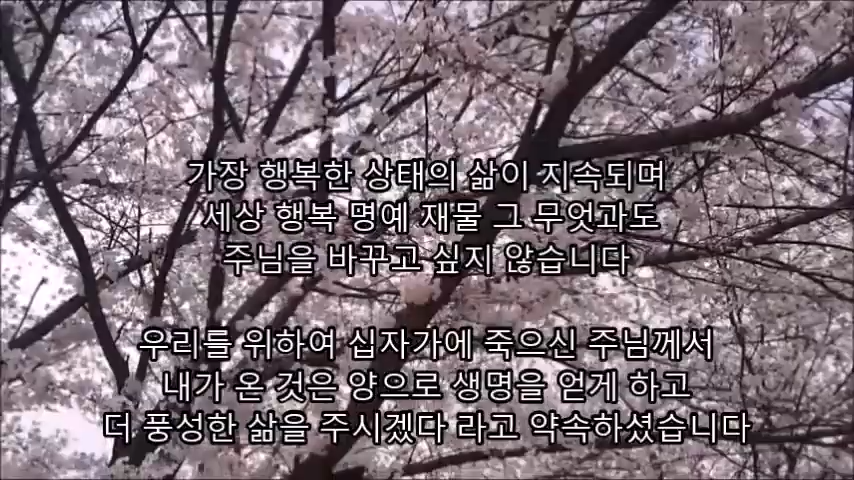 가장 행복한 상태의 삶이 지속되며
세상 행복 명예 재물 그 무엇과도
주님을 바꾸고 싶지 않습니다
우리를 위하여 십자가에 죽으신 주님께서
내가 온 것은 양으로 생명을 얻게 하고
더 풍성한 삶을 주시겠다 라고 약속하셨습니다